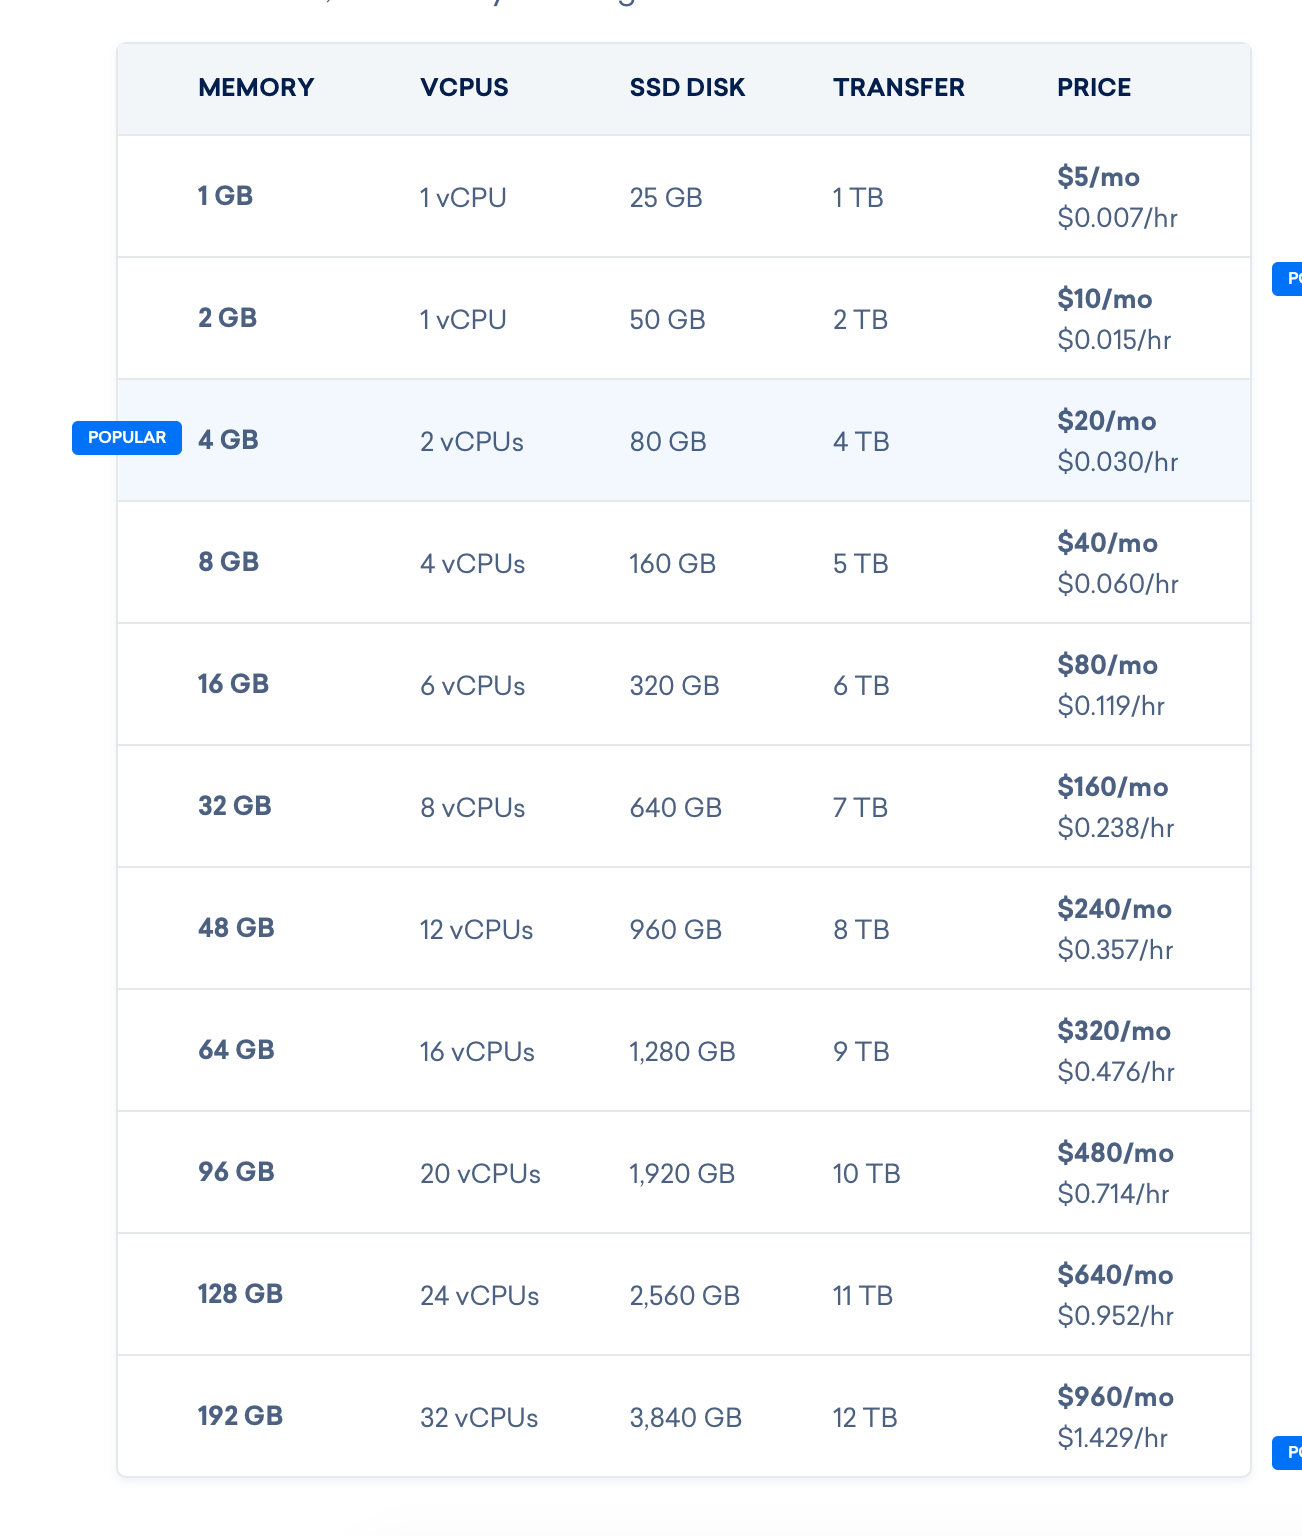 MEMORY VCPUS SSD DISK TRANSFER PRICE
1 GB 1 vCPU 25 GB 1 TB $5/mo
$0.007/hr
2 GB 1 vCPU 50 GB 2 TB $10/mo
$0.015/hr
POPULAR 4 GB 2 vCPUs 80 GB 4 TB $20/mo
$0.030/hr
8 GB 4 vCPUs 160 GB 5 TB $40/mo
$0.060/hr
16 GB 6 vCPUs 320 GB 6 TB $80/mo
$0.119/hr
32 GB 8 vCPUs 640 GB 7 TB $160/mo
$0.238/hr
48 GB 12 vCPUs 960 GB 8 TB $240/mo
$0.357/hr
64 GB 16 vCPUs 1,280 GB 9 TB $320/mo
$0.476/hr
96 GB 20 vCPUs 1,920 GB 10 TB $480/mo
$0.714/hr
128 GB 24 vCPUs 2,560 GB 11 TB $640/mo
$0.952/hr
192 GB 32 vCPUs 3,840 GB 12 TB $960/mo
$1.429/hr